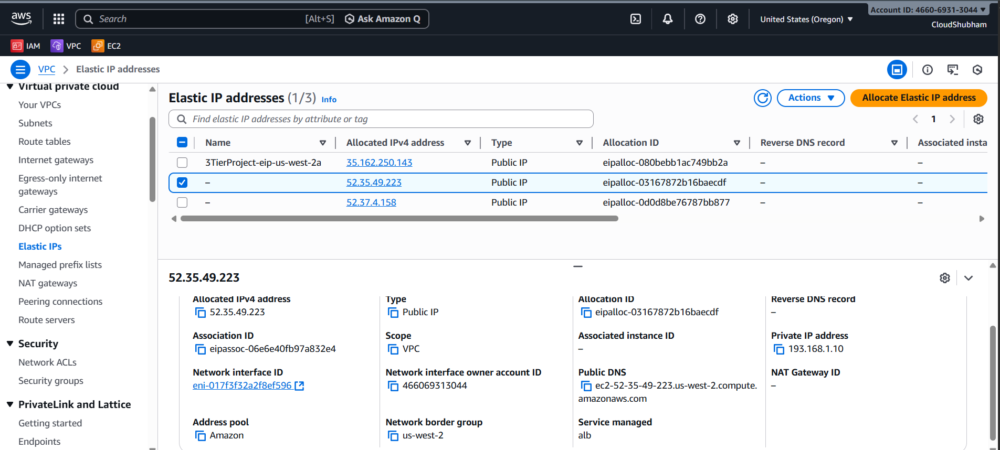 aws
Search [Alt+S] Ask Amazon Q
United States (Oregon)
Account ID: 4660-6931-3044
CloudShubham
IAM VPC EC2
VPC Elastic IP addresses
Virtual private cloud
Your VPCs
Subnets
Route tables
Internet gateways
Egress-only internet
gateways
Carrier gateways
DHCP option sets
Elastic IPs
Managed prefix lists
NAT gateways
Peering connections
Route servers
Security
Network ACLs
Security groups
PrivateLink and Lattice
Getting started
Endpoints
Elastic IP addresses (1/3) Info
Actions
Allocate Elastic IP address
Find elastic IP addresses by attribute or tag
1
Name Allocated IPv4 address Type Allocation ID Reverse DNS record Associated insta
3TierProject-eip-us-west-2a 35.162.250.143 Public IP eipalloc-080bebb1ac749bb2a – –
– 52.35.49.223 Public IP eipalloc-03167872b16baecdf – –
– 52.37.4.158 Public IP eipalloc-0d0d8be76787bb877 – –
52.35.49.223
Allocated IPv4 address Type Allocation ID Reverse DNS record
52.35.49.223 Public IP eipalloc-03167872b16baecdf –
Association ID Scope Associated instance ID Private IP address
eipassoc-06e6e40fb97a832e4 VPC – 193.168.1.10
Network interface ID Network interface owner account ID Public DNS NAT Gateway ID
eni-017f3f32a2f8ef596 466069313044 ec2-52-35-49-223.us-west-2.compute. –
amazonaws.com
Address pool Network border group Service managed
Amazon us-west-2 alb